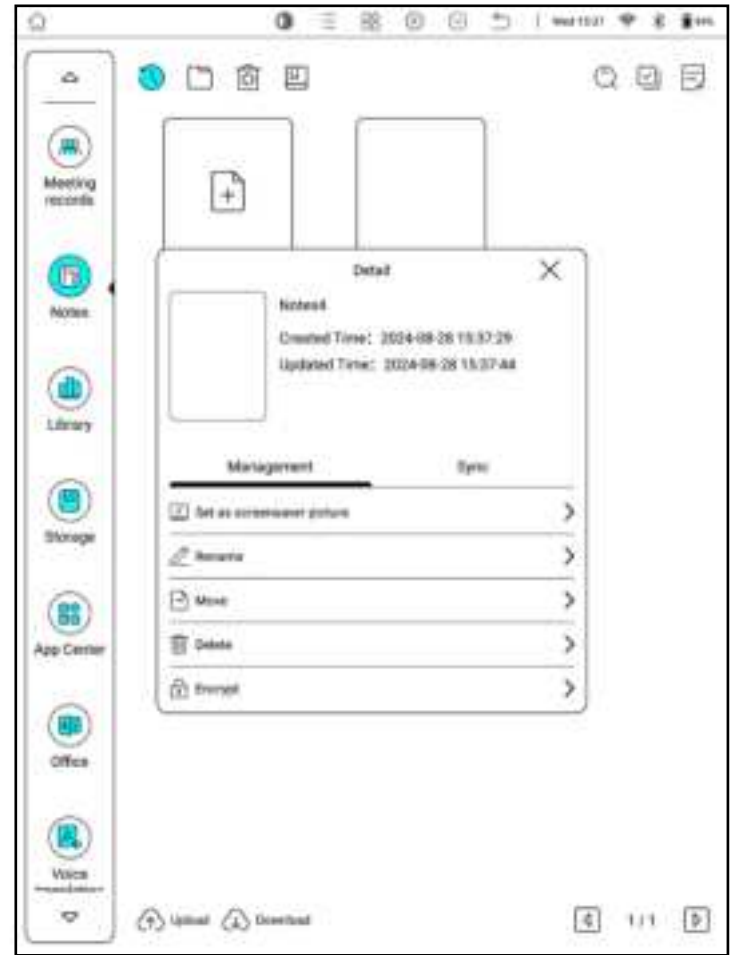 Meeting
records
Notes
Library
Storage
App Center
Office
Voice
Detail
Notes4
Created Time: 2024-08-28 15:37:29
Updated Time: 2024-08-28 15:37:44
Management Sync
Set as screensaver picture
Rename
Move
Delete
Encrypt
Upload Download
1/1